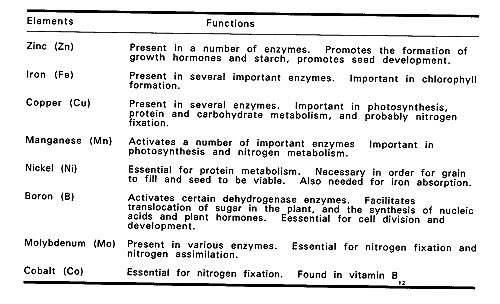 Elements Functions
Zinc (Zn) Present in a number of enzymes. Promotes the formation of
growth hormones and starch, promotes seed development.
Iron (Fe) Present in several important enzymes. Important in chlorophyll
formation.
Copper (Cu) Present in several enzymes. Important in photosynthesis,
protein and carbohydrate metabolism, and probably nitrogen
fixation.
Manganese (Mn) Activates a number of important enzymes Important in
photosynthesis and nitrogen metabolism.
Nickel (Ni) Essential for protein metabolism. Necessary in order for grain
to fill and seed to be viable. Also needed for iron absorption.
Boron (B) Activates certain dehydrogenase enzymes. Facilitates
translocation of sugar in the plant, and the synthesis of nucleic
acids and plant hormones. Eessential for cell division and
development.
Molybdenum (Mo) Present in various enzymes. Essential for nitrogen fixation and
nitrogen assimilation.
Cobalt (Co) Essential for nitrogen fixation. Found in vitamin B12